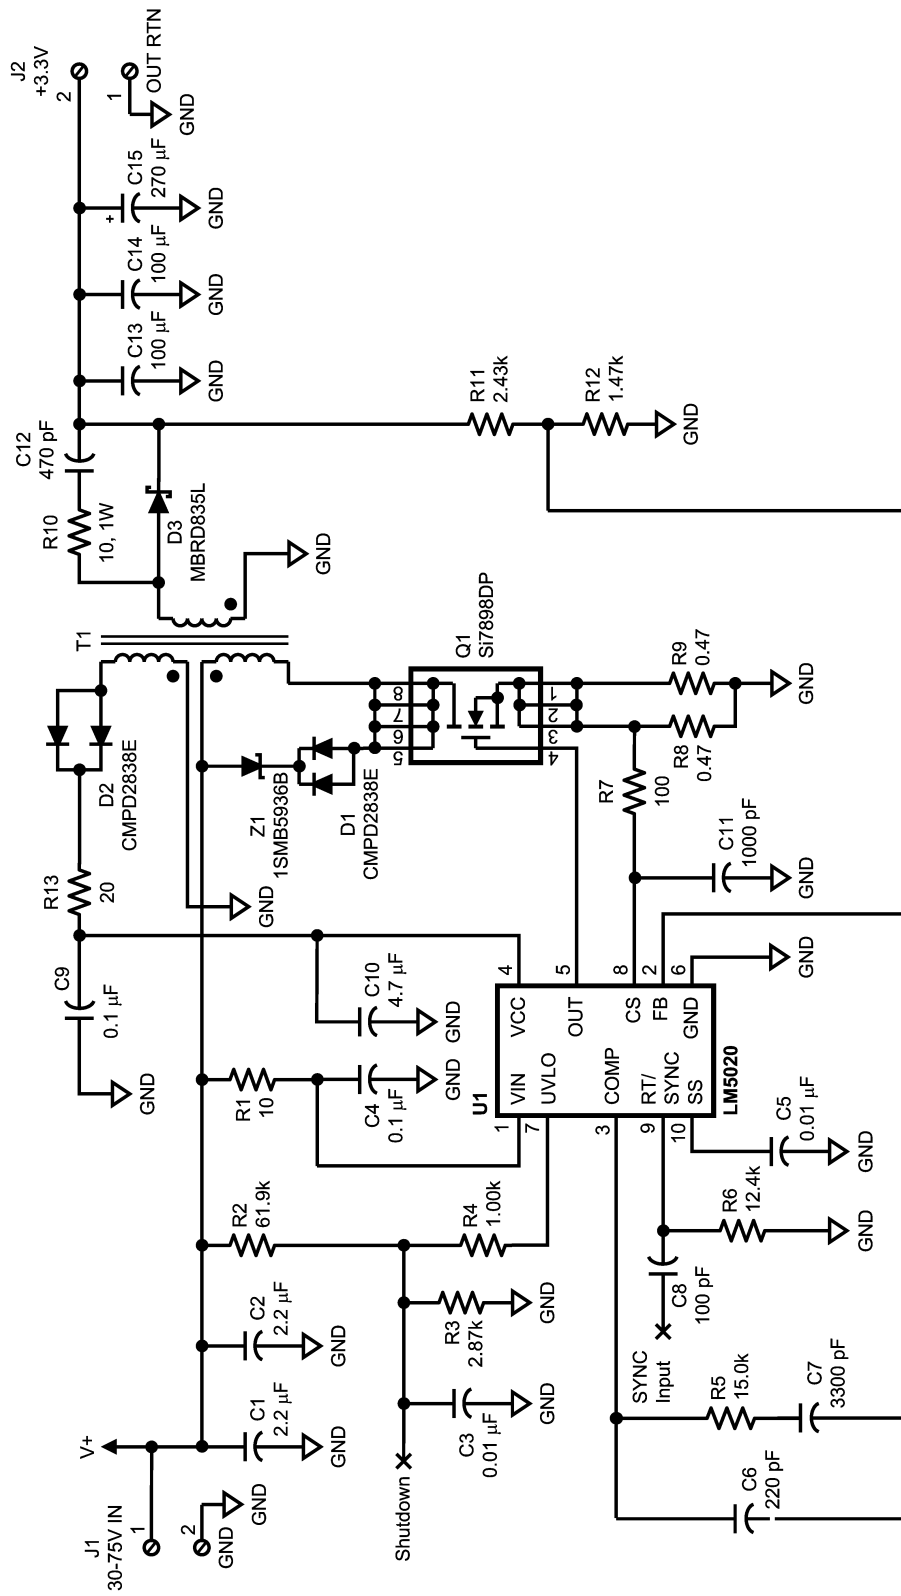 J1
30-75V IN
1
2
GND
GND
V+
C1
2.2 µF
GND
C2
2.2 µF
GND
R2
61.9k
R1
10
C4
0.1 µF
GND
C10
4.7 µF
GND
C9
0.1 µF
GND
R13
20
GND
D2
CMPD2838E
T1
Z1
1SMB5936B
D1
CMPD2838E
R10
10, 1W
C12
470 pF
D3
MBRD835L
GND
C13
100 µF
GND
C14
100 µF
GND
C15
270 µF
+
GND
J2
+3.3V
2
1
OUT RTN
GND
R11
2.43k
R12
1.47k
GND
Q1
Si7898DP
8
7
6
5
1
2
3
4
R9
0.47
R8
0.47
GND
R7
100
C11
1000 pF
GND
Shutdown
C3
0.01 µF
GND
R3
2.87k
GND
R4
1.00k
U1
LM5020
1
VIN
7
UVLO
3
COMP
9
RT/
SYNC
10
SS
VCC
4
OUT
5
CS
8
FB
2
GND
6
GND
C5
0.01 µF
GND
R6
12.4k
GND
C8
100 pF
SYNC
Input
R5
15.0k
C7
3300 pF
C6
220 pF